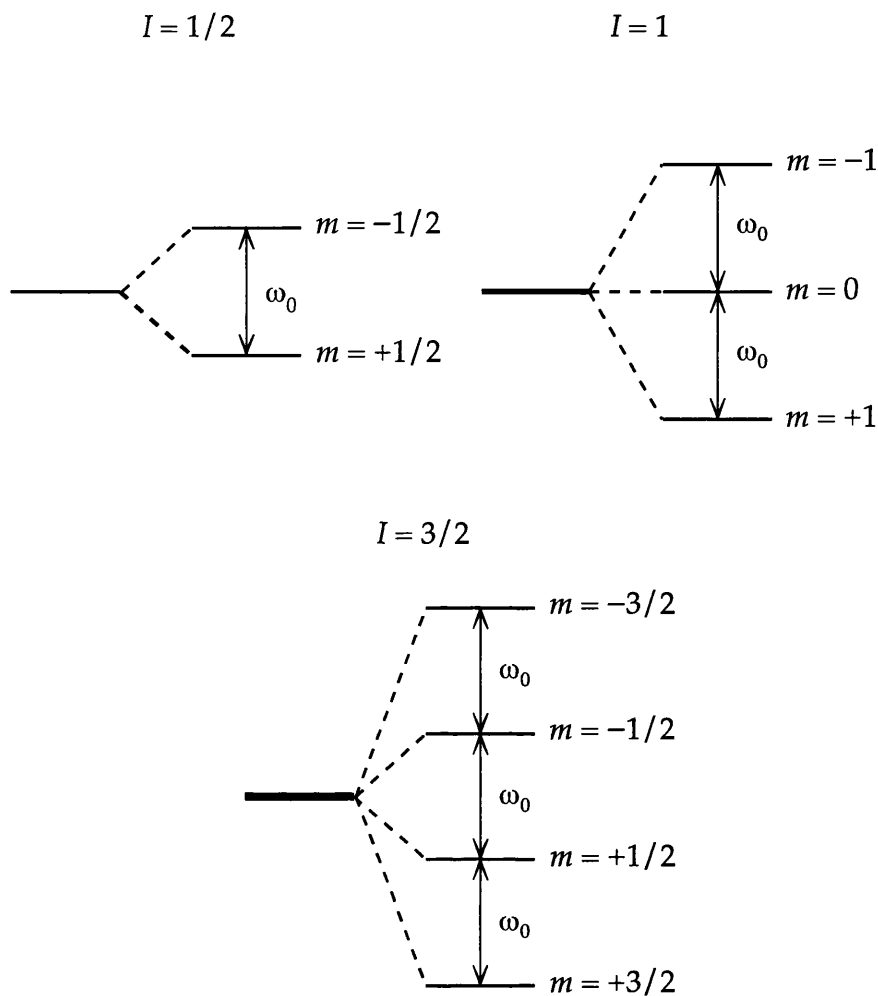 I = 1/2
m = −1/2
ω₀
m = +1/2
I = 1
m = −1
ω₀
m = 0
ω₀
m = +1
I = 3/2
m = −3/2
ω₀
m = −1/2
ω₀
m = +1/2
ω₀
m = +3/2